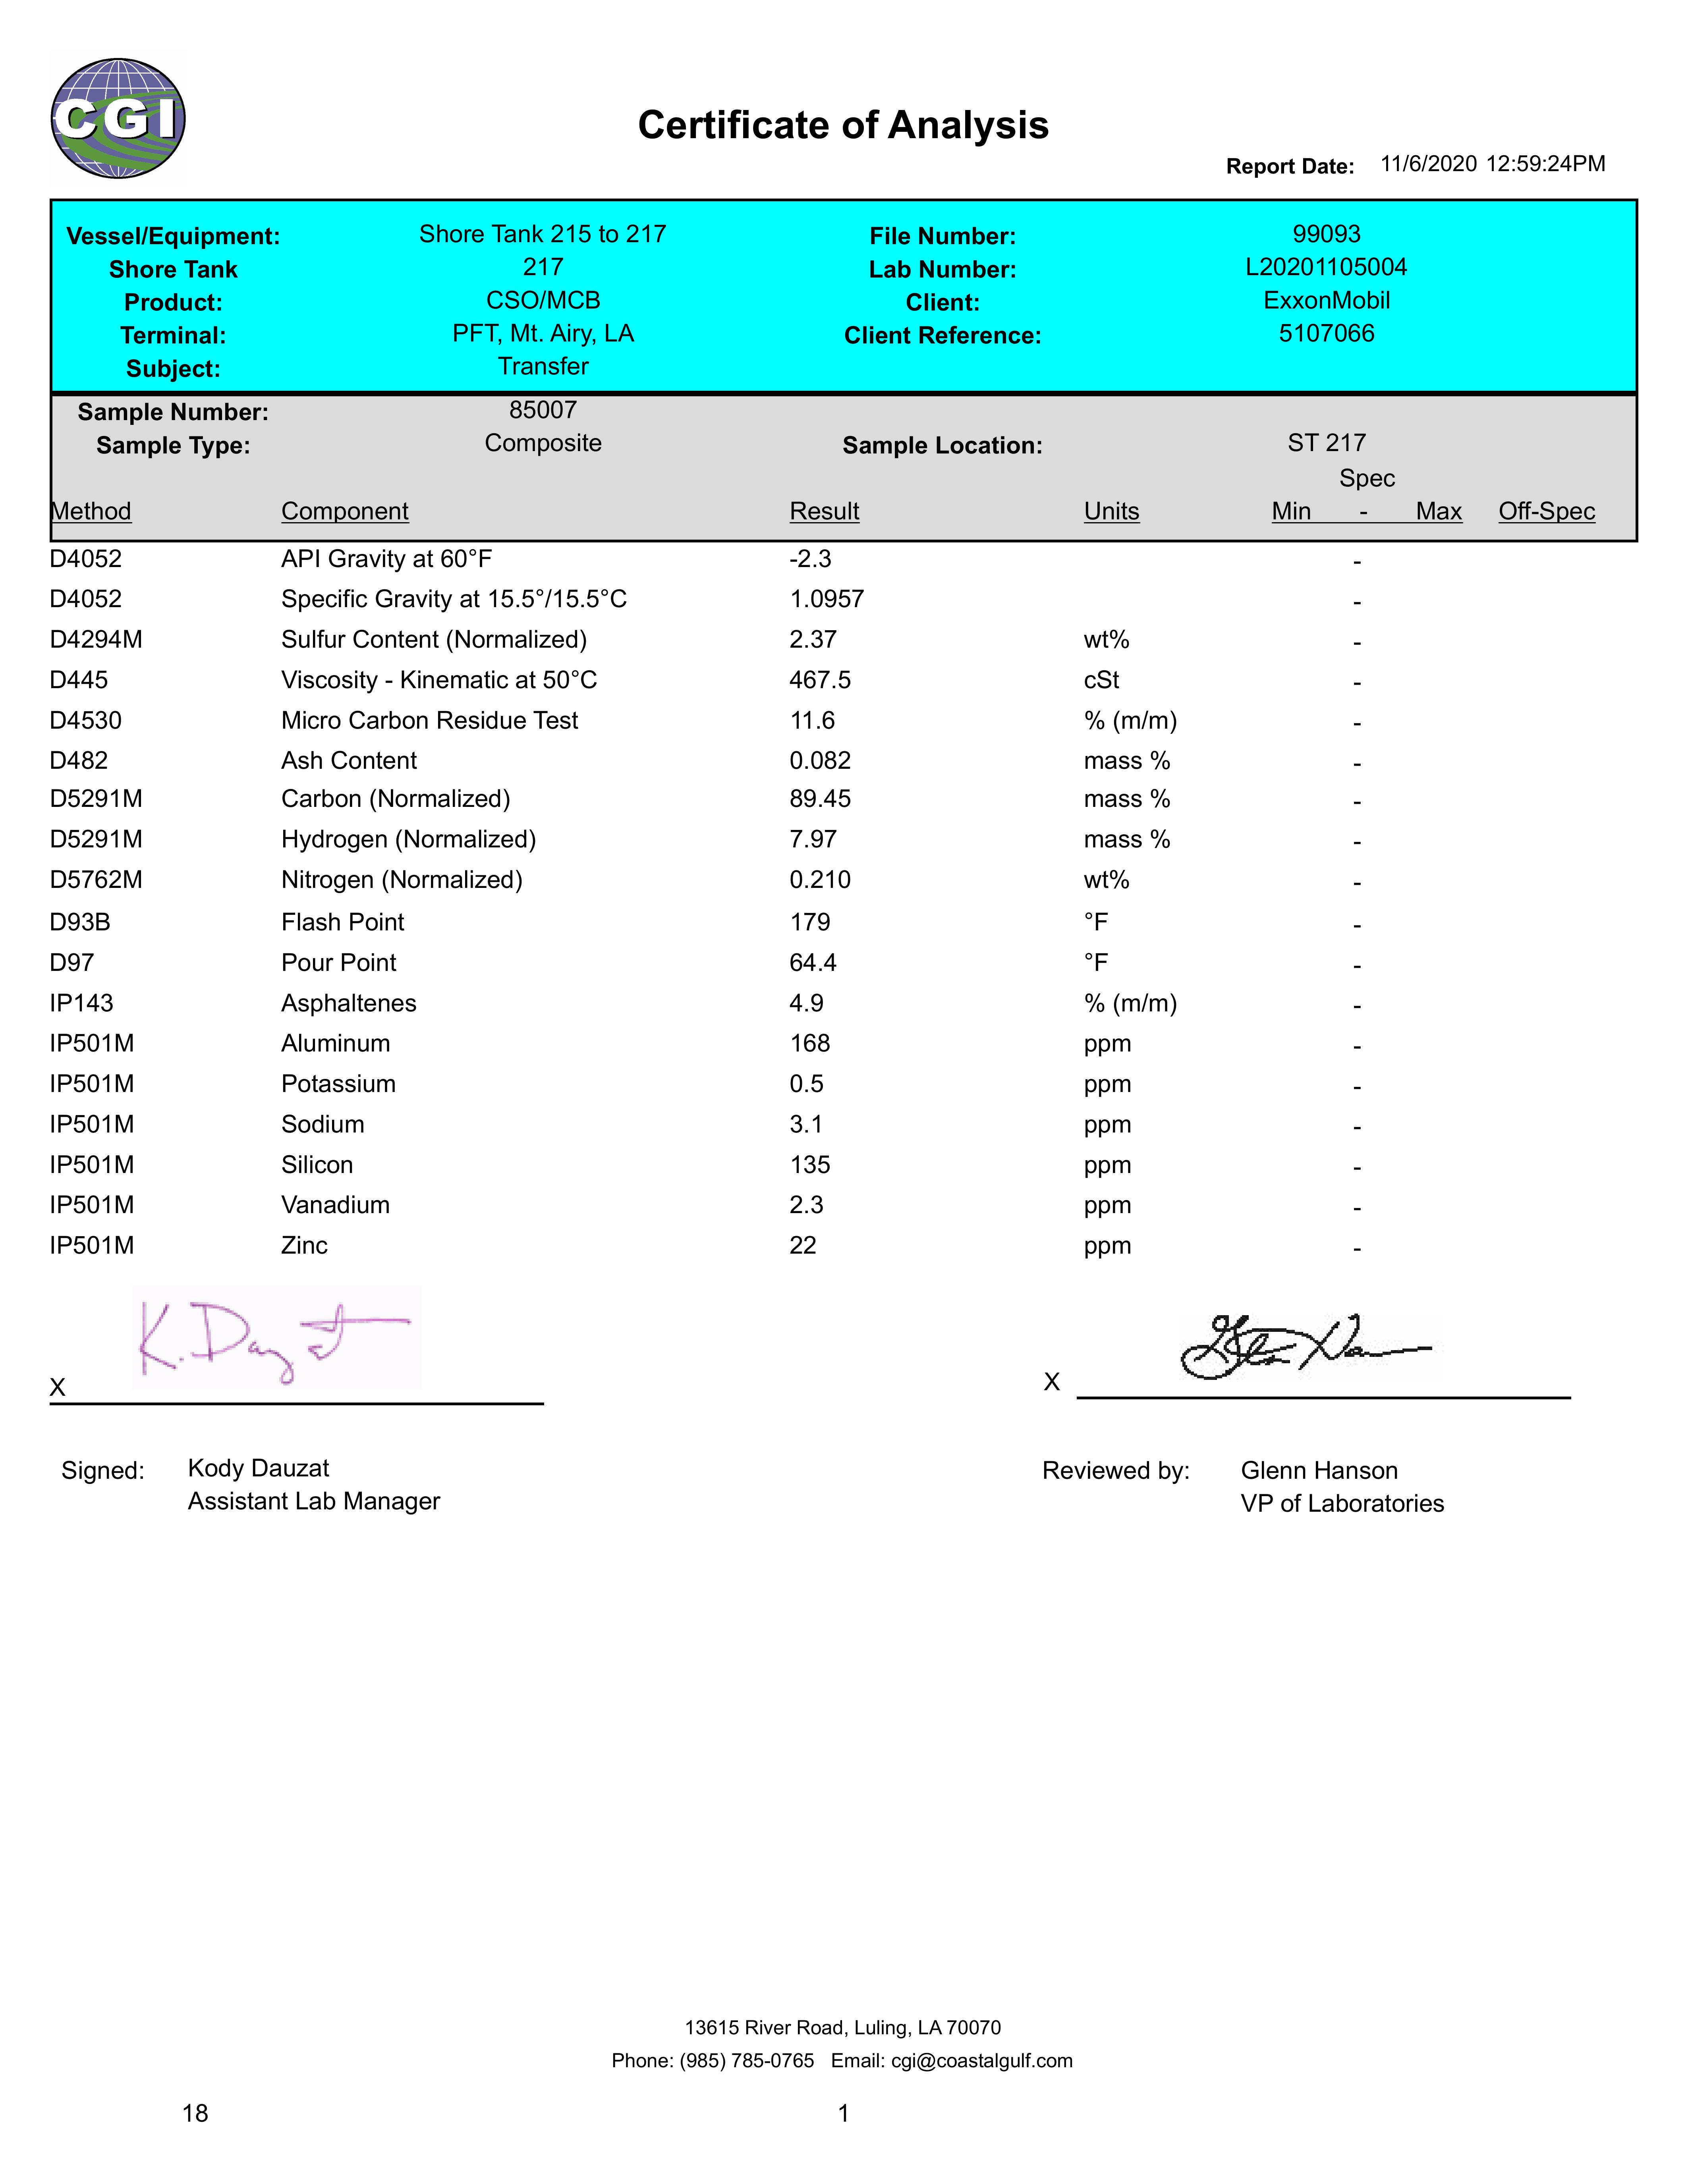 CGI
Certificate of Analysis
Report Date: 11/6/2020 12:59:24PM
Vessel/Equipment: Shore Tank 215 to 217 File Number: 99093
Shore Tank 217 Lab Number: L20201105004
Product: CSO/MCB Client: ExxonMobil
Terminal: PFT, Mt. Airy, LA Client Reference: 5107066
Subject: Transfer
Sample Number: 85007
Sample Type: Composite Sample Location: ST 217
Spec
Method Component Result Units Min - Max Off-Spec
D4052 API Gravity at 60°F -2.3 -
D4052 Specific Gravity at 15.5°/15.5°C 1.0957 -
D4294M Sulfur Content (Normalized) 2.37 wt% -
D445 Viscosity - Kinematic at 50°C 467.5 cSt -
D4530 Micro Carbon Residue Test 11.6 % (m/m) -
D482 Ash Content 0.082 mass % -
D5291M Carbon (Normalized) 89.45 mass % -
D5291M Hydrogen (Normalized) 7.97 mass % -
D5762M Nitrogen (Normalized) 0.210 wt% -
D93B Flash Point 179 °F -
D97 Pour Point 64.4 °F -
IP143 Asphaltenes 4.9 % (m/m) -
IP501M Aluminum 168 ppm -
IP501M Potassium 0.5 ppm -
IP501M Sodium 3.1 ppm -
IP501M Silicon 135 ppm -
IP501M Vanadium 2.3 ppm -
IP501M Zinc 22 ppm -
X X
Signed: Kody Dauzat Reviewed by: Glenn Hanson
Assistant Lab Manager VP of Laboratories
13615 River Road, Luling, LA 70070
Phone: (985) 785-0765 Email: cgi@coastalgulf.com
18 1